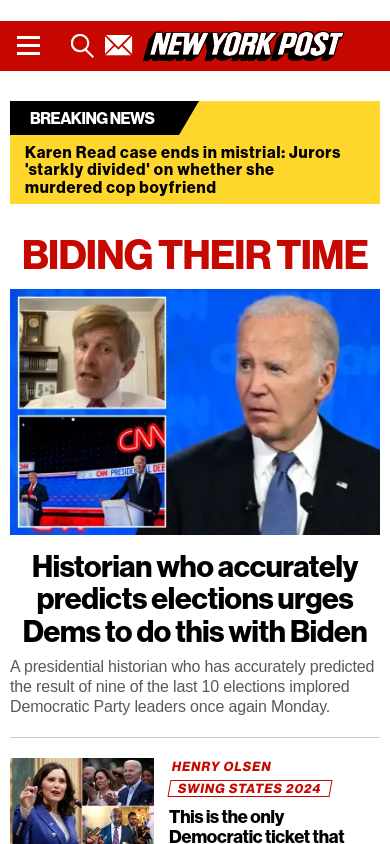 NEW YORK POST
BREAKING NEWS
Karen Read case ends in mistrial: Jurors
'starkly divided' on whether she
murdered cop boyfriend
BIDING THEIR TIME
CNN
CNN PRESIDENTIAL DEB
Historian who accurately
predicts elections urges
Dems to do this with Biden
A presidential historian who has accurately predicted
the result of nine of the last 10 elections implored
Democratic Party leaders once again Monday.
HENRY OLSEN
SWING STATES 2024
This is the only
Democratic ticket that